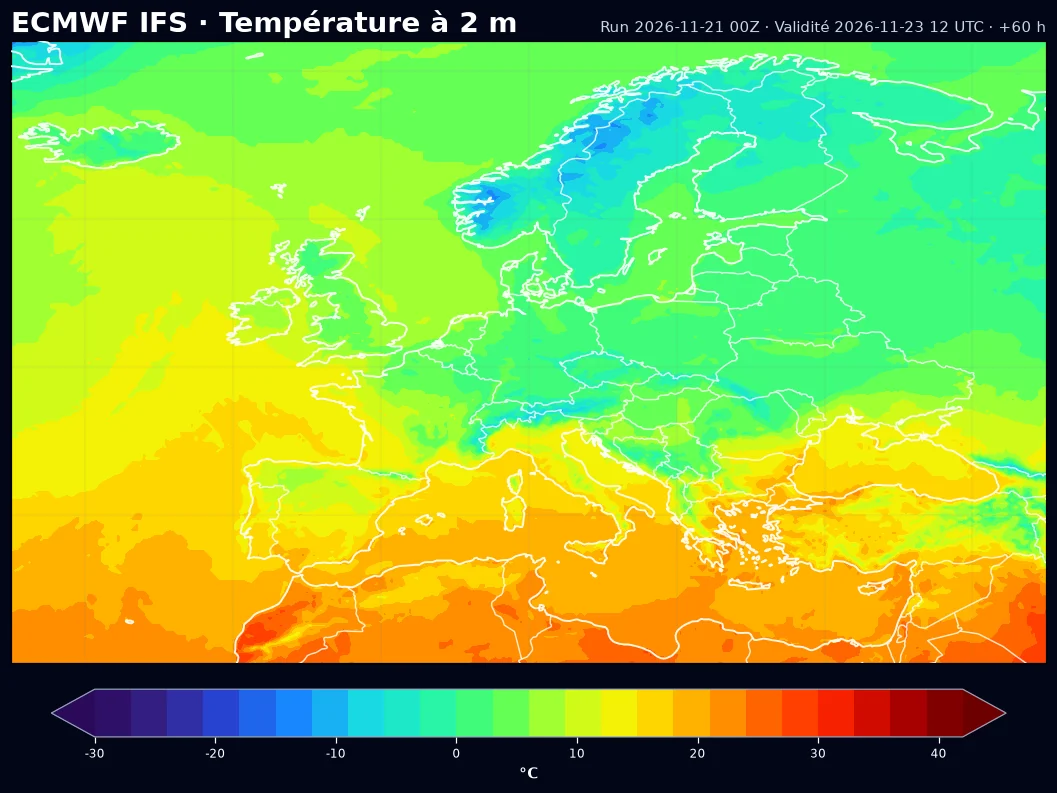 ECMWF IFS · Température à 2 m
Run 2026-11-21 00Z · Validité 2026-11-23 12 UTC · +60 h
-30 -20 -10 0 10 20 30 40
°C